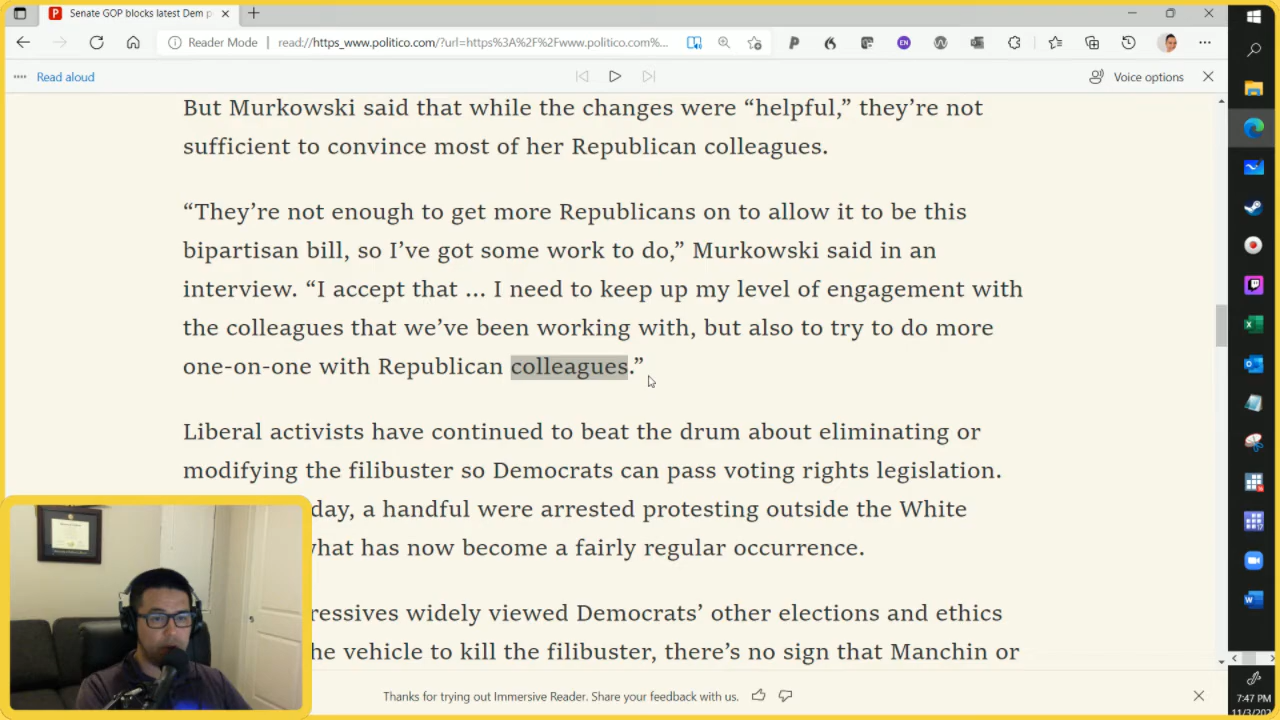 Senate GOP blocks latest Dem p
Reader Mode
read://https_www.politico.com/?url=https%3A%2F%2Fwww.politico.com%...
EN
Read aloud
Voice options
But Murkowski said that while the changes were “helpful,” they’re not
sufficient to convince most of her Republican colleagues.
“They’re not enough to get more Republicans on to allow it to be this
bipartisan bill, so I’ve got some work to do,” Murkowski said in an
interview. “I accept that … I need to keep up my level of engagement with
the colleagues that we’ve been working with, but also to try to do more
one-on-one with Republican colleagues.”
Liberal activists have continued to beat the drum about eliminating or
modifying the filibuster so Democrats can pass voting rights legislation.
day, a handful were arrested protesting outside the White
what has now become a fairly regular occurrence.
ressives widely viewed Democrats’ other elections and ethics
he vehicle to kill the filibuster, there’s no sign that Manchin or
Thanks for trying out Immersive Reader. Share your feedback with us.
7:47 PM
11/3/202